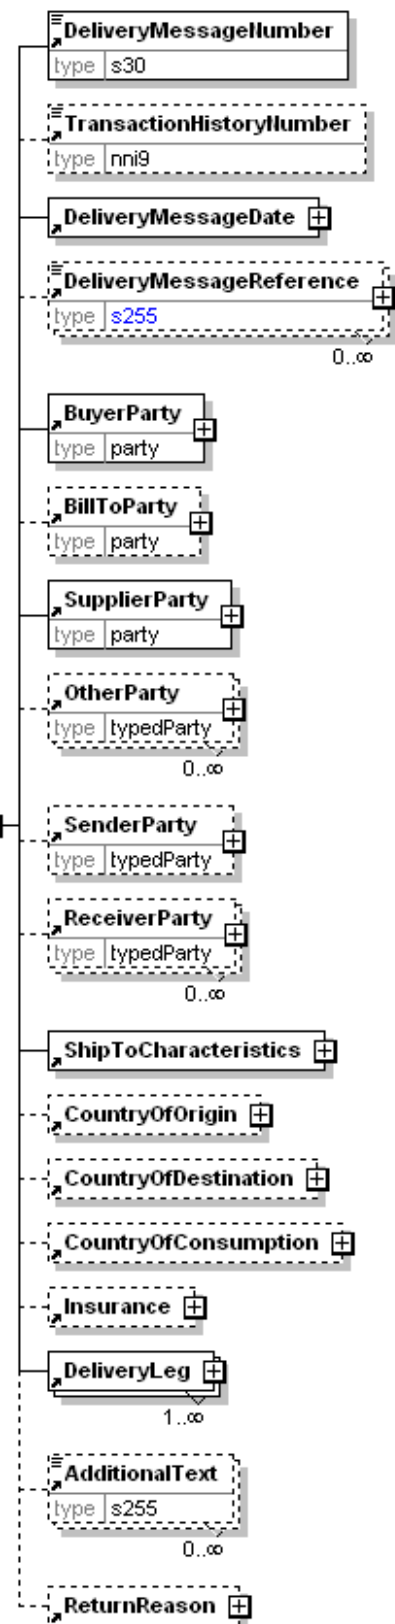 DeliveryMessageNumber
type s30
TransactionHistoryNumber
type nni9
DeliveryMessageDate
DeliveryMessageReference
type s255
0..∞
BuyerParty
type party
BillToParty
type party
SupplierParty
type party
OtherParty
type typedParty
0..∞
SenderParty
type typedParty
ReceiverParty
type typedParty
0..∞
ShipToCharacteristics
CountryOfOrigin
CountryOfDestination
CountryOfConsumption
Insurance
DeliveryLeg
1..∞
AdditionalText
type s255
0..∞
ReturnReason